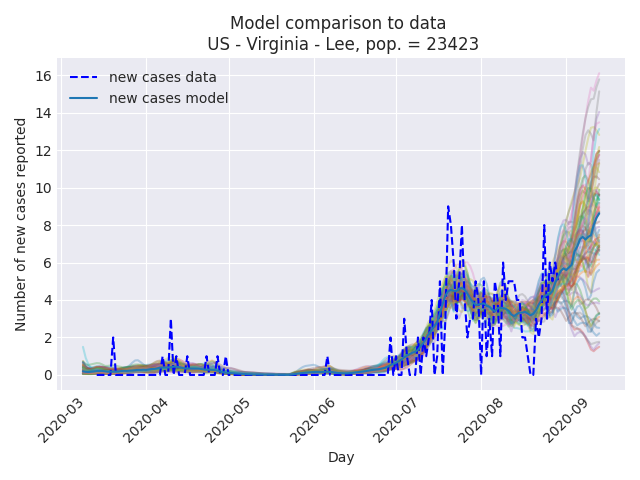 Model comparison to data
US - Virginia - Lee, pop. = 23423
new cases data
new cases model
Number of new cases reported
16
14
12
10
8
6
4
2
0
2020-03
2020-04
2020-05
2020-06
2020-07
2020-08
2020-09
Day